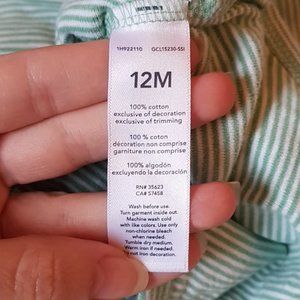 1H922110 GCL15230-SSI
12M
100% cotton
exclusive of decoration
exclusive of trimming
100 % coton
décoration non comprise
garniture non comprise
100% algodón
excluyendo la decoración
RN# 35623
CA# 57458
Wash before use.
Turn garment inside out.
Machine wash cold
with like colors. Use only
non-chlorine bleach
when needed.
Tumble dry medium.
Warm iron if needed.
Do not iron decoration.